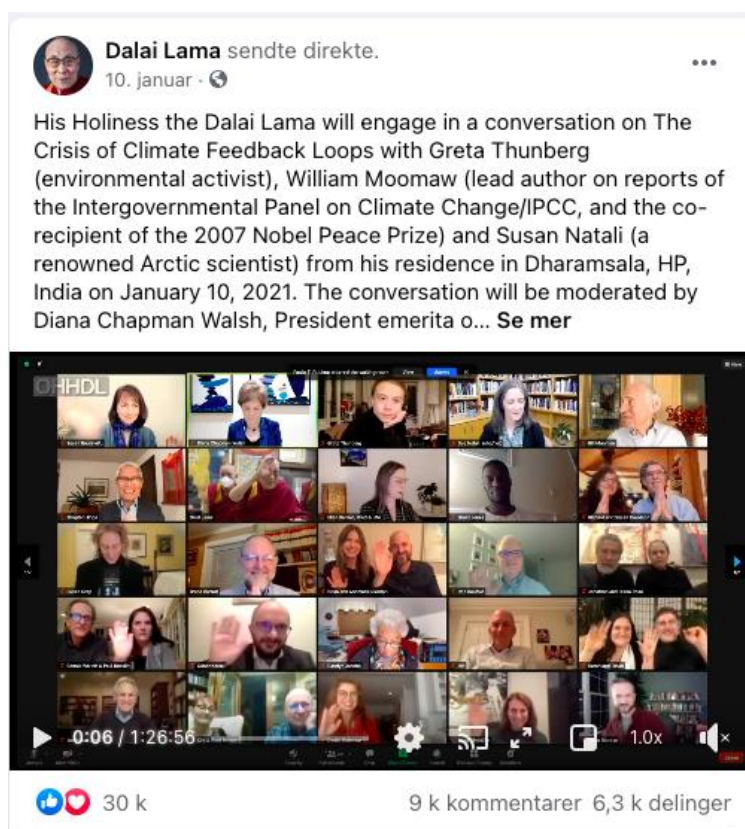 Dalai Lama sendte direkte.
10. januar ·
His Holiness the Dalai Lama will engage in a conversation on The
Crisis of Climate Feedback Loops with Greta Thunberg
(environmental activist), William Moomaw (lead author on reports of
the Intergovernmental Panel on Climate Change/IPCC, and the co-
recipient of the 2007 Nobel Peace Prize) and Susan Natali (a
renowned Arctic scientist) from his residence in Dharamsala, HP,
India on January 10, 2021. The conversation will be moderated by
Diana Chapman Walsh, President emerita o... Se mer
OHHDL
0:06 / 1:26:56
1.0x
30 k
9 k kommentarer 6,3 k delinger